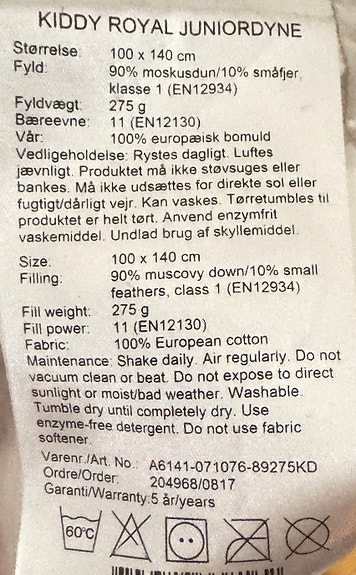 KIDDY ROYAL JUNIORDYNE
Størrelse: 100 x 140 cm
Fyld: 90% moskusdun/10% småfjer,
klasse 1 (EN12934)
Fyldvægt: 275 g
Bæreevne: 11 (EN12130)
Vår: 100% europæisk bomuld
Vedligeholdelse: Rystes dagligt. Luftes
jævnligt. Produktet må ikke støvsuges eller
bankes. Må ikke udsættes for direkte sol eller
fugtigt/dårligt vejr. Kan vaskes. Tørretumbles til
produktet er helt tørt. Anvend enzymfrit
vaskemiddel. Undlad brug af skyllemiddel.
Size: 100 x 140 cm
Filling: 90% muscovy down/10% small
feathers, class 1 (EN12934)
Fill weight: 275 g
Fill power: 11 (EN12130)
Fabric: 100% European cotton
Maintenance: Shake daily. Air regularly. Do not
vacuum clean or beat. Do not expose to direct
sunlight or moist/bad weather. Washable.
Tumble dry until completely dry. Use
enzyme-free detergent. Do not use fabric
softener.
Varenr./Art. No.: A6141-071076-89275KD
Ordre/Order: 204968/0817
Garanti/Warranty:5 år/years
60°C